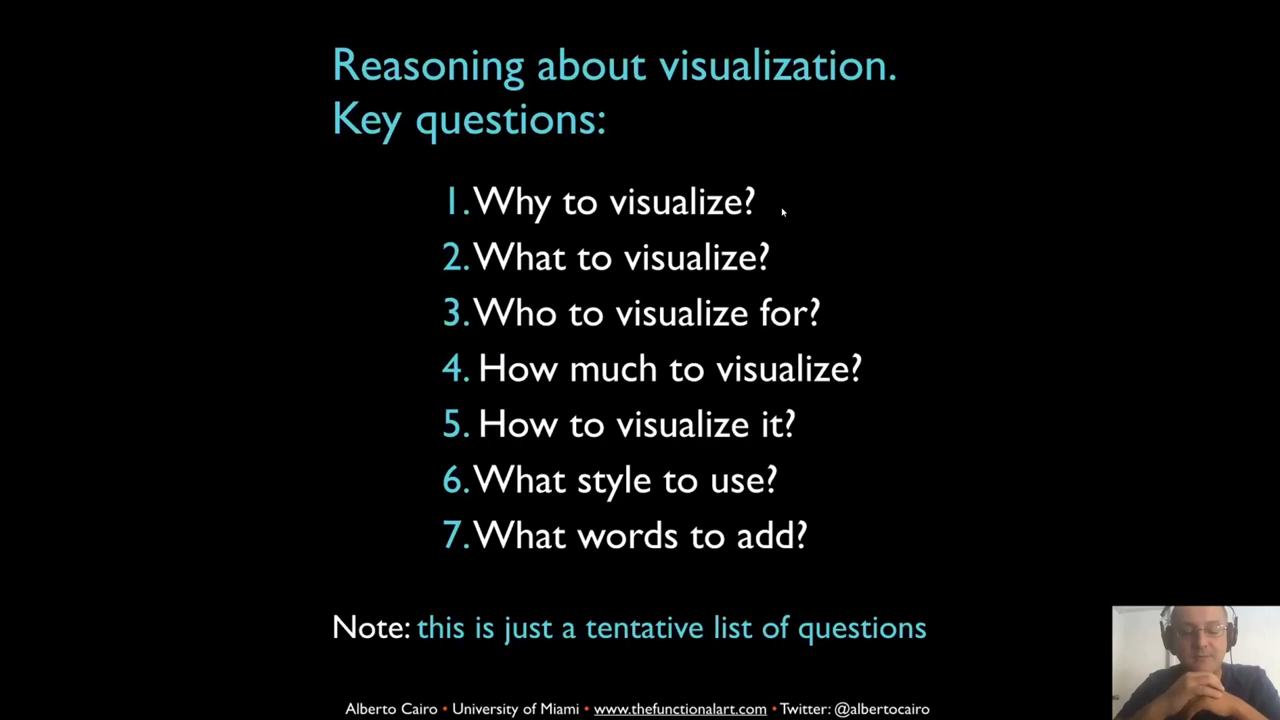 Reasoning about visualization.
Key questions:
1. Why to visualize?
2. What to visualize?
3. Who to visualize for?
4. How much to visualize?
5. How to visualize it?
6. What style to use?
7. What words to add?
Note: this is just a tentative list of questions
Alberto Cairo • University of Miami • www.thefunctionalart.com • Twitter: @albertocairo